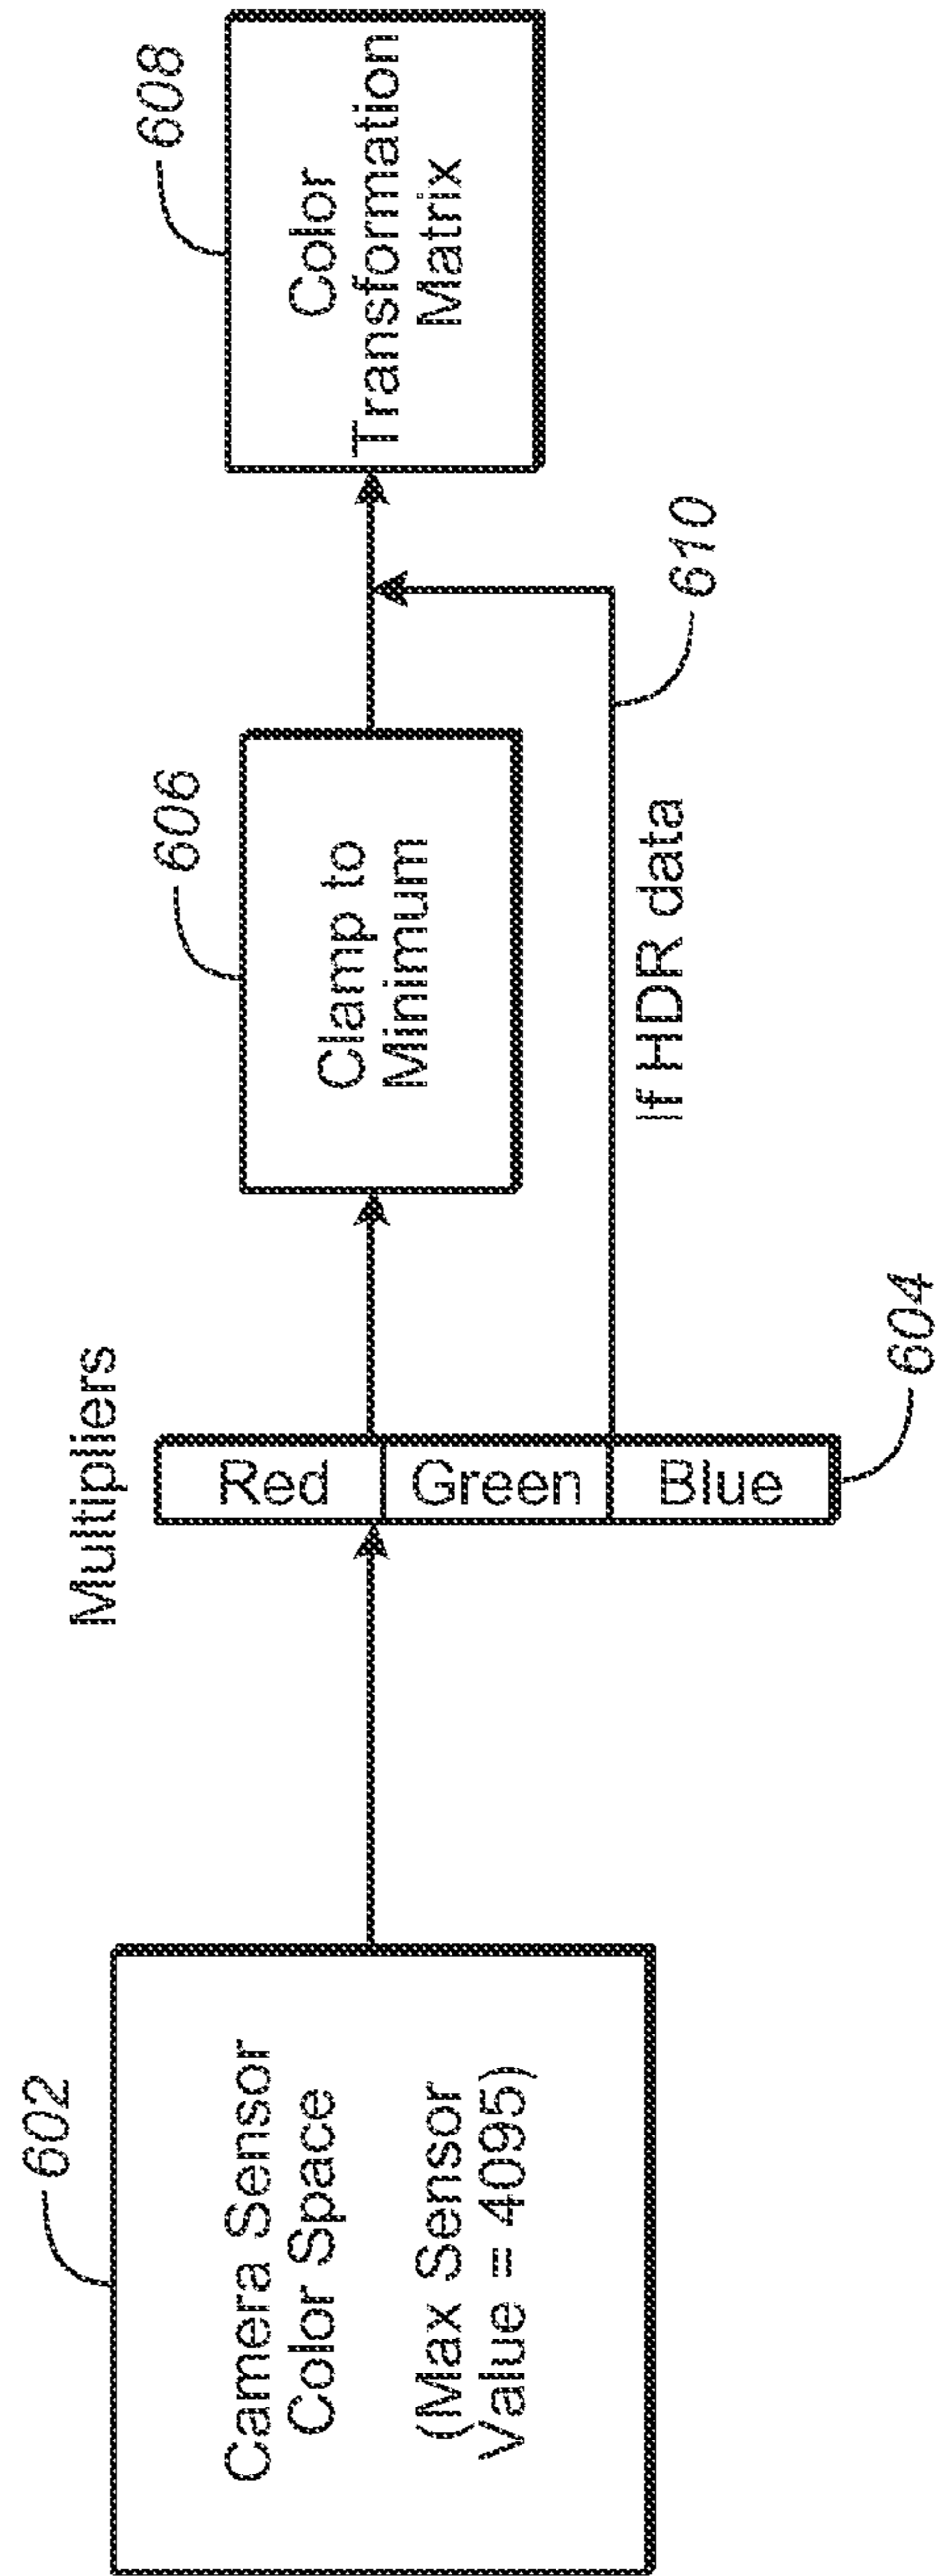 602
Camera Sensor
Color Space
(Max Sensor
Value = 4095)
Multipliers
Red
Green
Blue
604
606
Clamp to
Minimum
If HDR data
610
608
Color
Transformation
Matrix